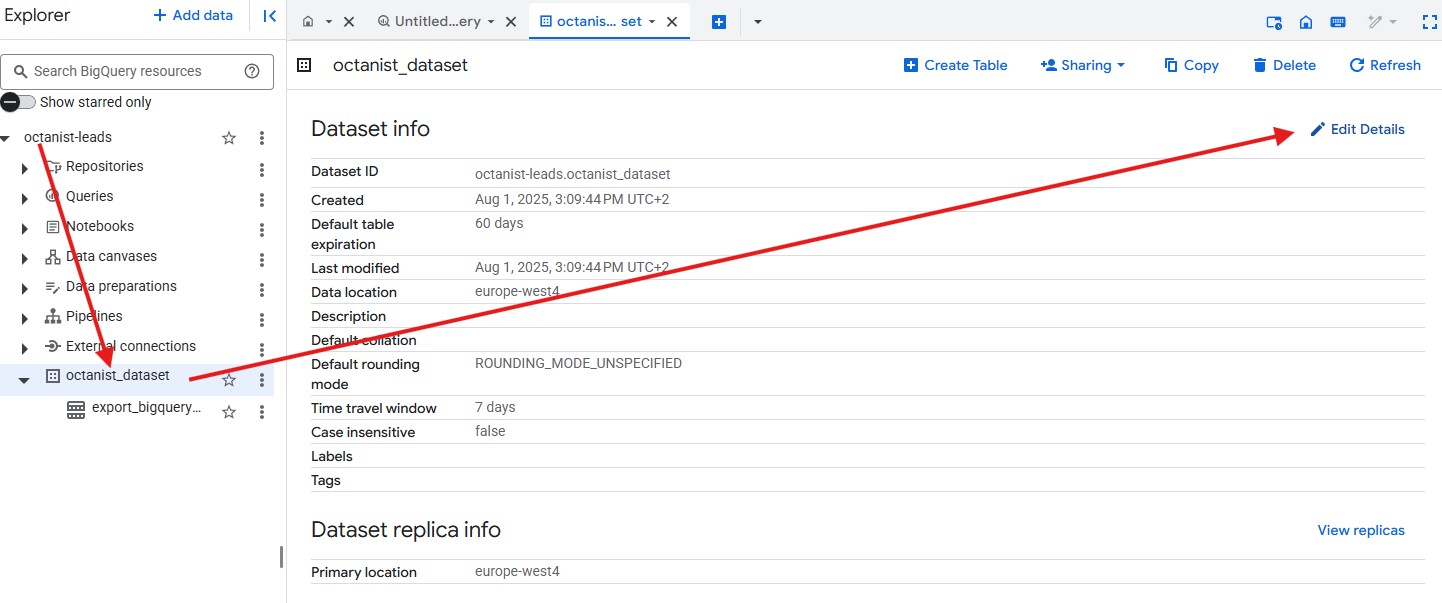 Explorer
+ Add data
Untitled...ery
octanis... set
Search BigQuery resources
Show starred only
octanist-leads
Repositories
Queries
Notebooks
Data canvases
Data preparations
Pipelines
External connections
octanist_dataset
export_bigquery...
octanist_dataset
Create Table
Sharing
Copy
Delete
Refresh
Dataset info
Edit Details
Dataset ID octanist-leads.octanist_dataset
Created Aug 1, 2025, 3:09:44 PM UTC+2
Default table 60 days
expiration
Last modified Aug 1, 2025, 3:09:44 PM UTC+2
Data location europe-west4
Description
Default collation
Default rounding ROUNDING_MODE_UNSPECIFIED
mode
Time travel window 7 days
Case insensitive false
Labels
Tags
Dataset replica info
View replicas
Primary location europe-west4